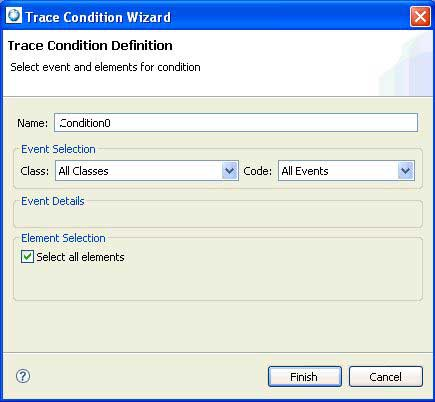 Trace Condition Wizard
Trace Condition Definition
Select event and elements for condition
Name: Condition0
Event Selection
Class: All Classes Code: All Events
Event Details
Element Selection
Select all elements
? Finish Cancel